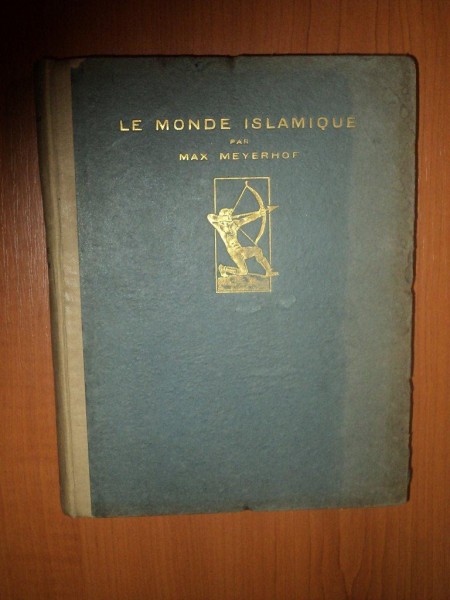 LE MONDE ISLAMIQUE
PAR
MAX MEYERHOF